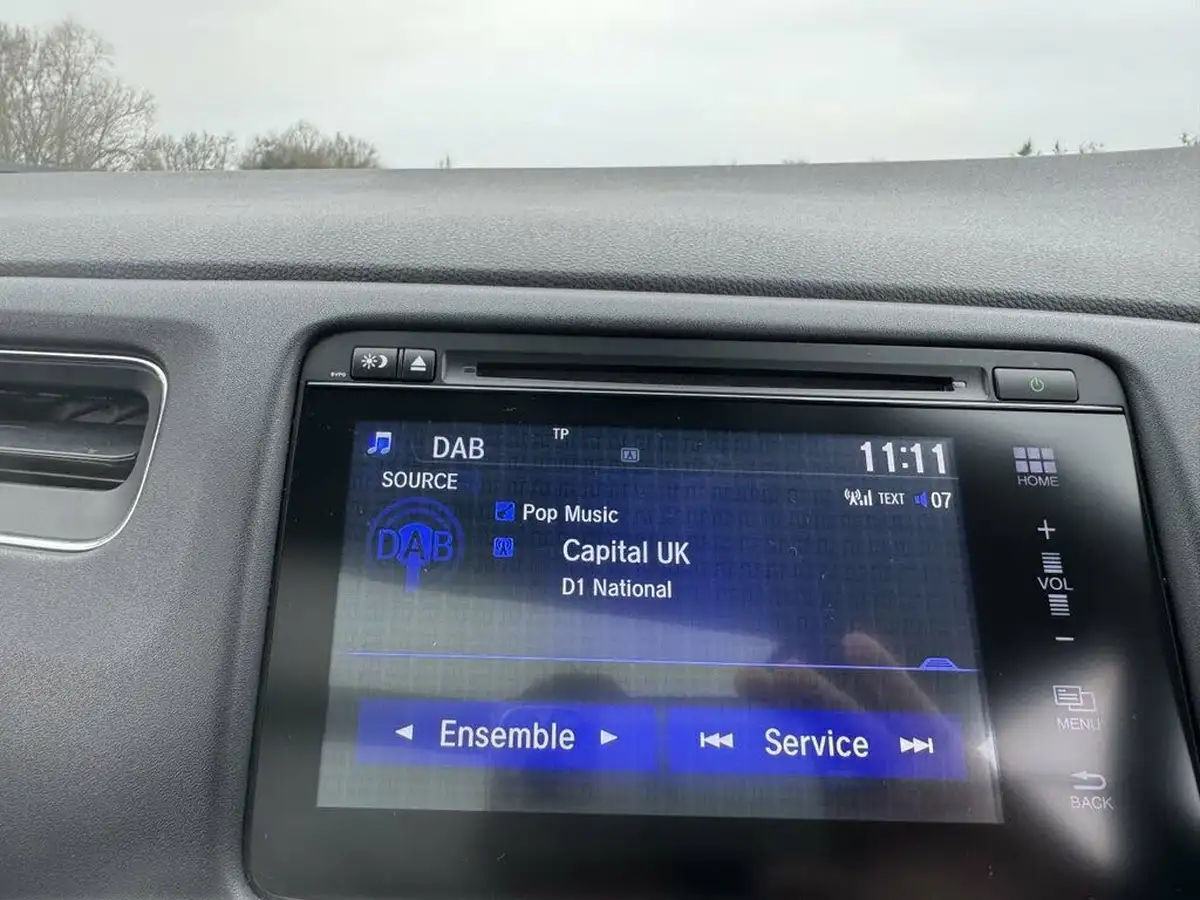 DAB
TP
11:11
SOURCE
TEXT
07
HOME
DAB
Pop Music
Capital UK
D1 National
VOL
Ensemble
Service
MENU
BACK